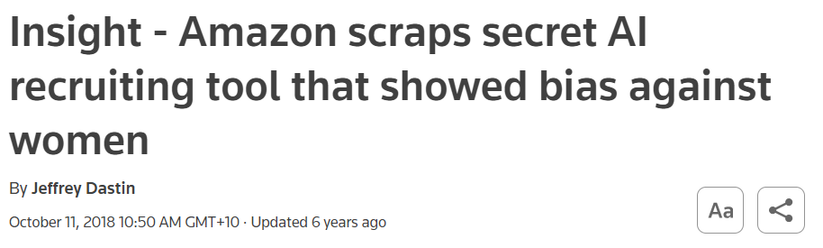 Insight - Amazon scraps secret AI
recruiting tool that showed bias against
women
By Jeffrey Dastin
October 11, 2018 10:50 AM GMT+10 · Updated 6 years ago
Aa